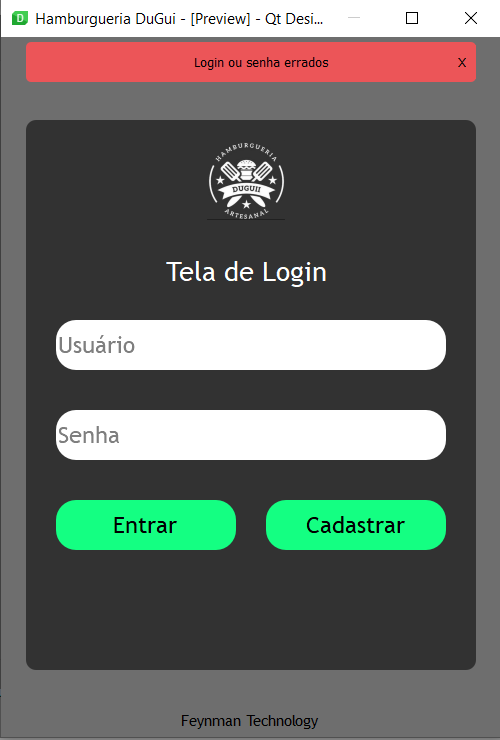 Hamburgueria DuGui - [Preview] - Qt Desi...
Login ou senha errados X
HAMBURGUERIA
DUGUII
ARTESANAL
Tela de Login
Usuário
Senha
Entrar Cadastrar
Feynman Technology